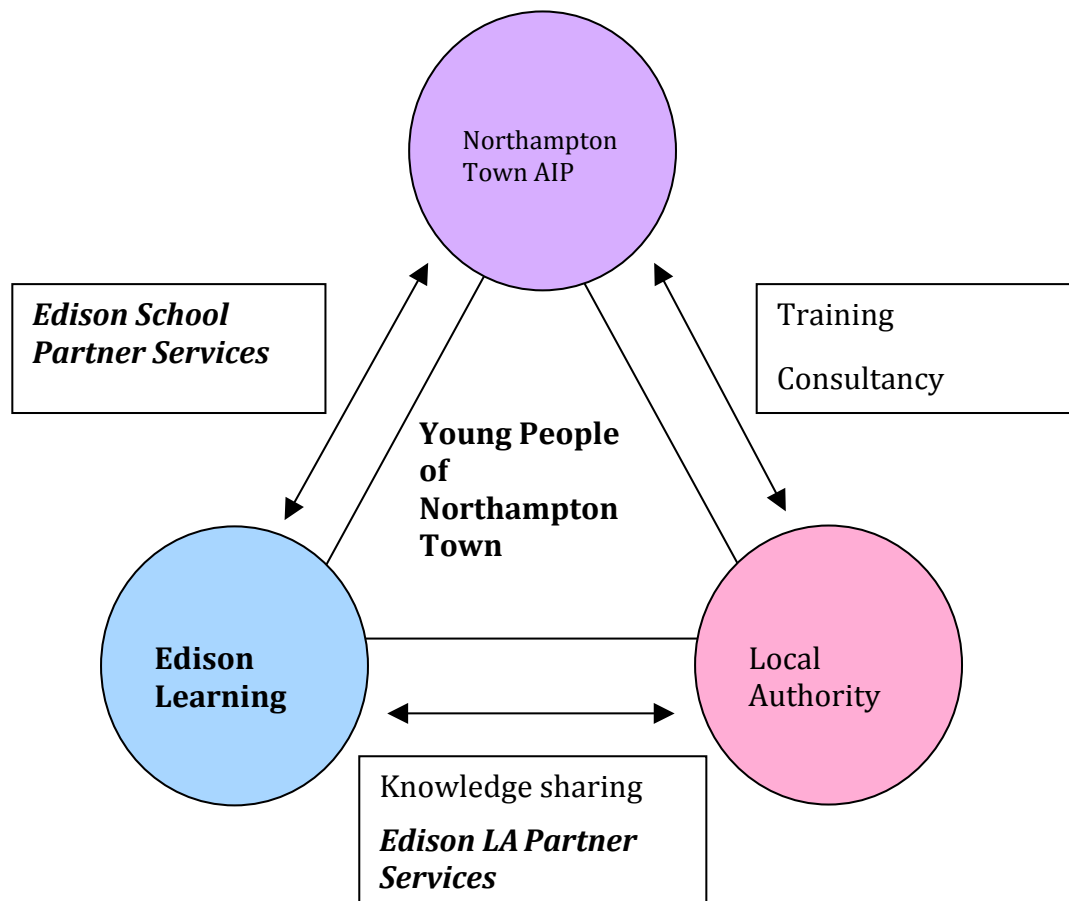 Northampton
Town AIP
Edison School
Partner Services
Training
Consultancy
Young People
of
Northampton
Town
Edison
Learning
Local
Authority
Knowledge sharing
Edison LA Partner
Services